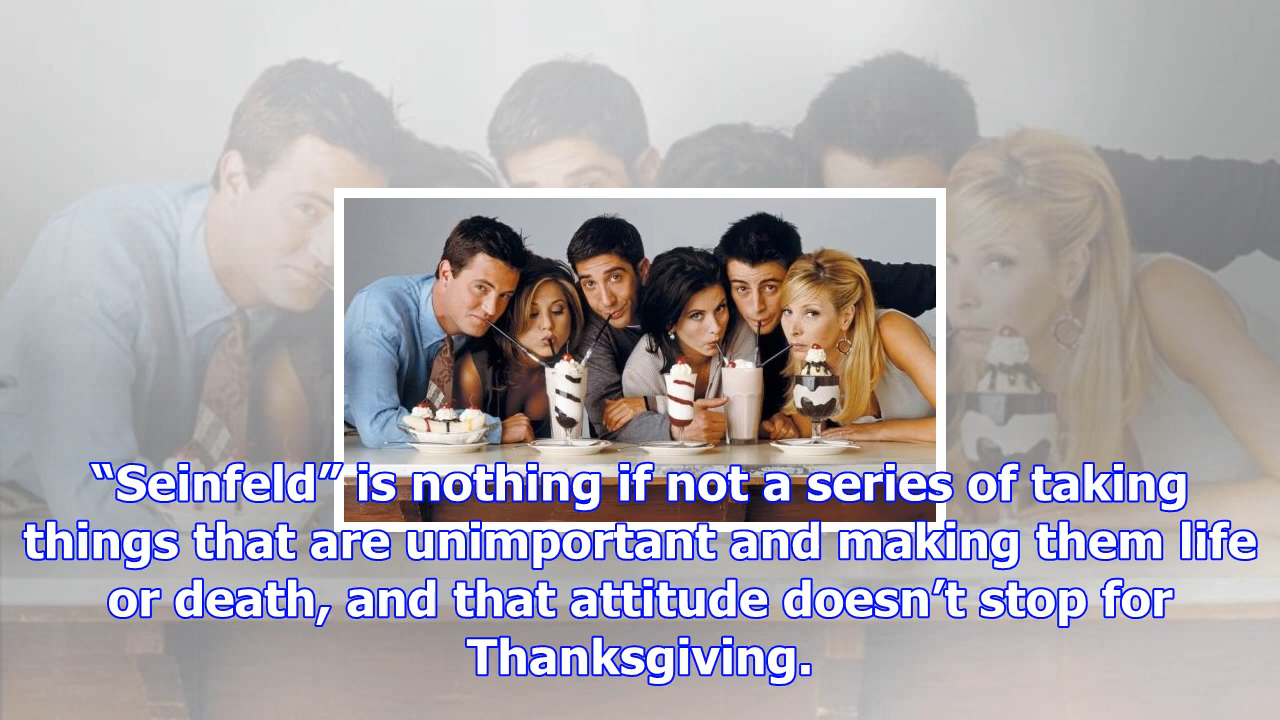 “Seinfeld” is nothing if not a series of taking
things that are unimportant and making them life
or death, and that attitude doesn’t stop for
Thanksgiving.